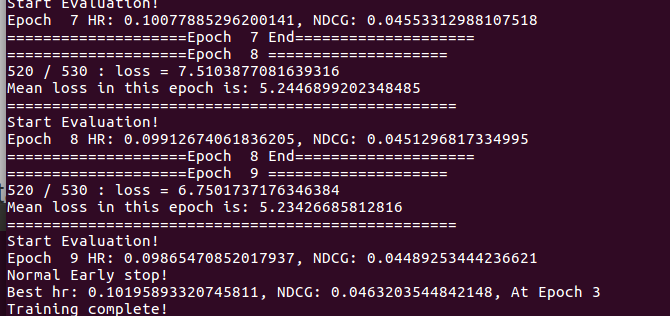 Start Evaluation!
Epoch  7 HR: 0.10077885296200141, NDCG: 0.04553312988107518
====================Epoch  7 End====================
====================Epoch  8 ====================
520 / 530 : loss = 7.5103877081639316
Mean loss in this epoch is: 5.2446899202348485
==================================================
Start Evaluation!
Epoch  8 HR: 0.09912674061836205, NDCG: 0.0451296817334995
====================Epoch  8 End====================
====================Epoch  9 ====================
520 / 530 : loss = 6.7501737176346384
Mean loss in this epoch is: 5.23426685812816
==================================================
Start Evaluation!
Epoch  9 HR: 0.09865470852017937, NDCG: 0.04489253444236621
Normal Early stop!
Best hr: 0.10195893320745811, NDCG: 0.0463203544842148, At Epoch 3
Training complete!